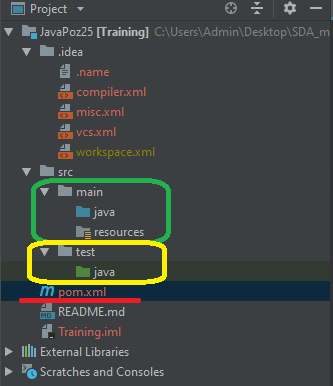 Project
JavaPoz25 [Training] C:\Users\Admin\Desktop\SDA_m
.idea
.name
compiler.xml
misc.xml
vcs.xml
workspace.xml
src
main
java
resources
test
java
pom.xml
README.md
Training.iml
External Libraries
Scratches and Consoles